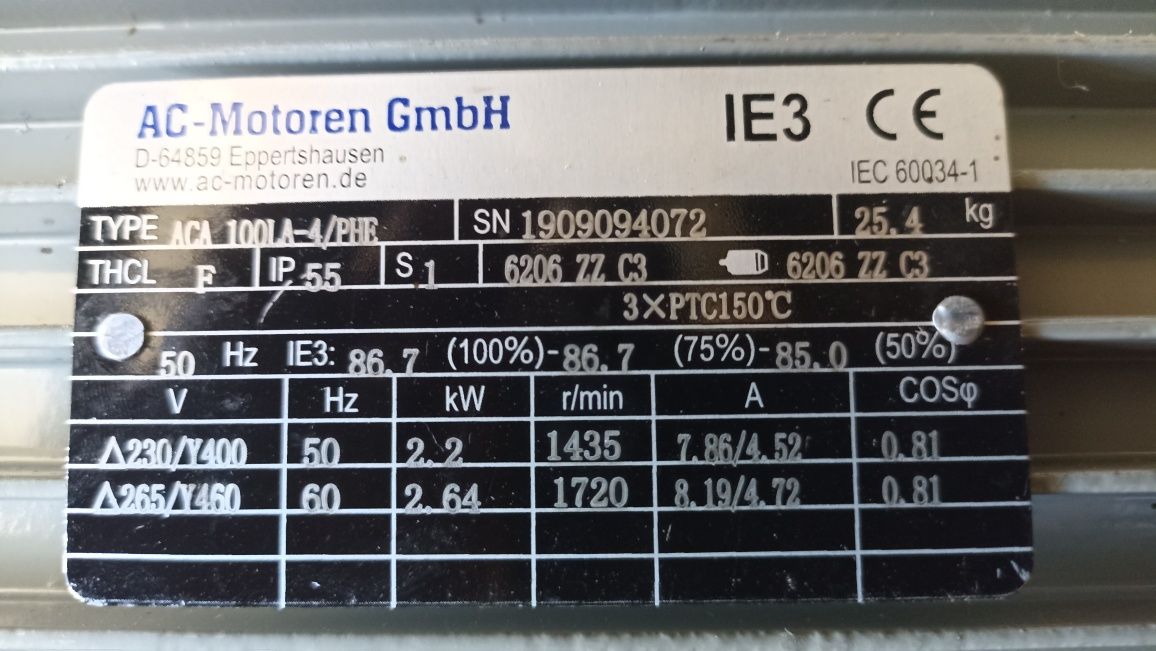 AC-Motoren GmbH IE3 CE
D-64859 Eppertshausen
www.ac-motoren.de IEC 60034-1
TYPE ACA 100LA-4/PHE SN 1909094072 25.4 kg
THCL F IP 55 S 1 6206 ZZ C3 6206 ZZ C3
3×PTC150℃
50 Hz IE3: 86.7 (100%)-86.7 (75%)-85.0 (50%)
V Hz kW r/min A COSφ
Δ230/Y400 50 2.2 1435 7.86/4.52 0.81
Δ265/Y460 60 2.64 1720 8.19/4.72 0.81